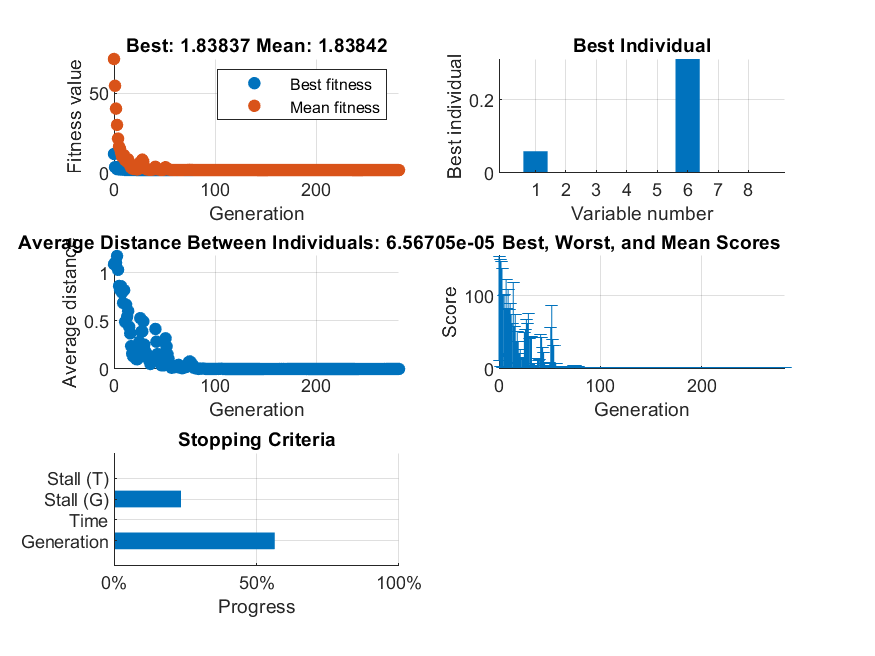 Best: 1.83837 Mean: 1.83842
Fitness value
50
0
Best fitness
Mean fitness
0 100 200
Generation
Best Individual
Best individual
0.2
0
1 2 3 4 5 6 7 8
Variable number
Average Distance Between Individuals: 6.56705e-05
Average distance
1
0.5
0
0 100 200
Generation
Best, Worst, and Mean Scores
Score
100
0
0 100 200
Generation
Stopping Criteria
Stall (T)
Stall (G)
Time
Generation
0% 50% 100%
Progress